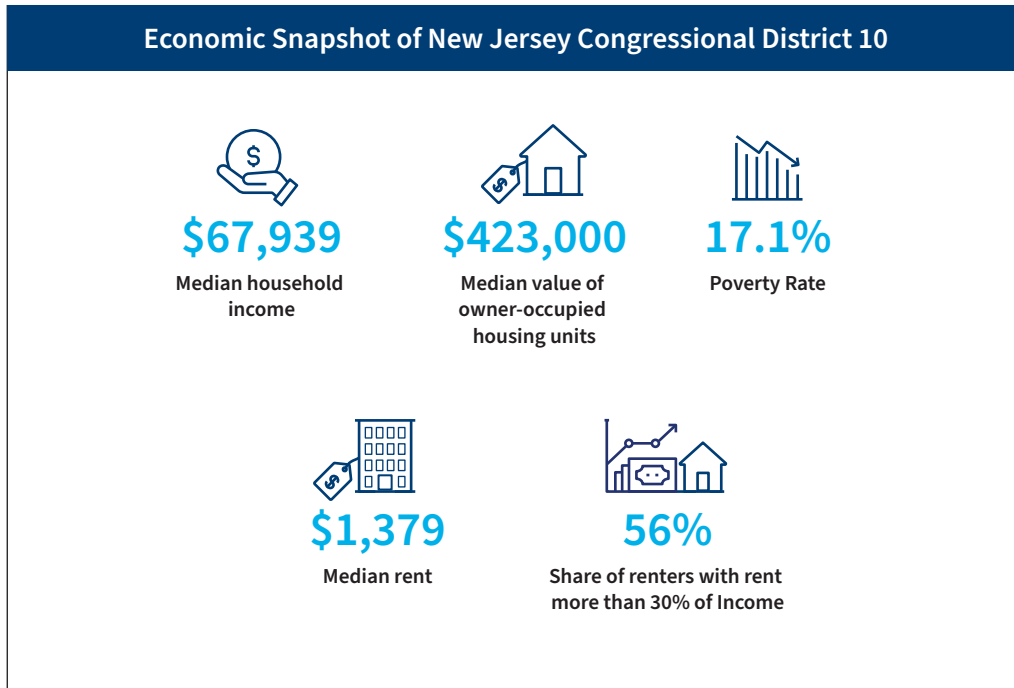 Economic Snapshot of New Jersey Congressional District 10
$
$
$67,939
Median household
income
$423,000
Median value of
owner-occupied
housing units
17.1%
Poverty Rate
$
$1,379
Median rent
56%
Share of renters with rent
more than 30% of Income